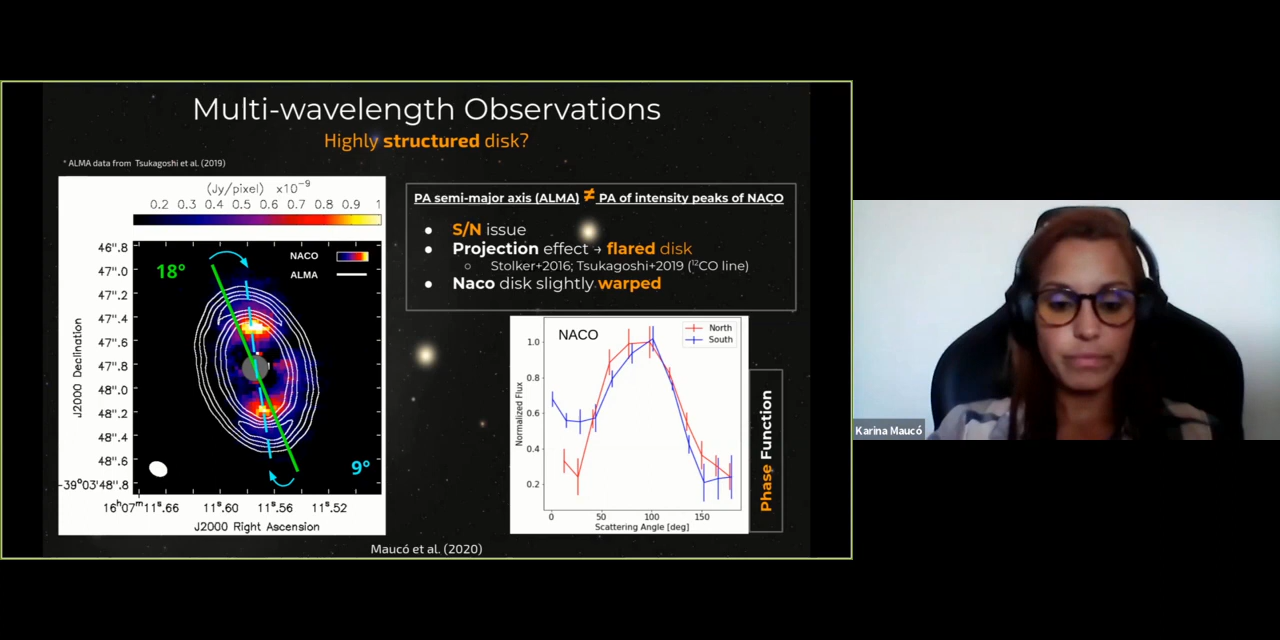 Multi-wavelength Observations
Highly structured disk?
* ALMA data from Tsukagoshi et al. (2019)
(Jy/pixel) x10⁻⁹
0.2 0.3 0.4 0.5 0.6 0.7 0.8 0.9 1
46".8
47".0
47".2
47".4
47".6
47".8
48".0
48".2
48".4
48".6
-39°03'48".8
J2000 Declination
18°
NACO
ALMA
9°
16ʰ07ᵐ11ˢ.66 11ˢ.60 11ˢ.56 11ˢ.52
J2000 Right Ascension
PA semi-major axis (ALMA) ≠ PA of intensity peaks of NACO
● S/N issue
● Projection effect → flared disk
○ Stolker+2016; Tsukagoshi+2019 (¹²CO line)
● Naco disk slightly warped
NACO
North
South
1.0
0.8
0.6
0.4
0.2
Normalized Flux
0 50 100 150
Scattering Angle [deg]
Phase Function
Maucó et al. (2020)
Karina Maucó